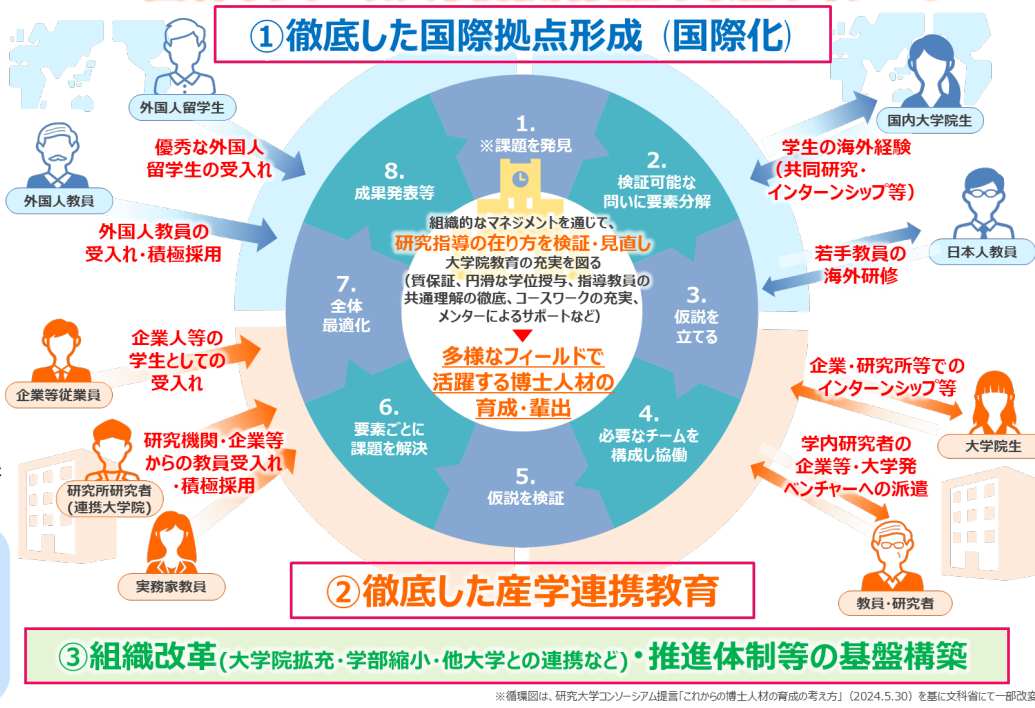 ①徹底した国際拠点形成（国際化）
外国人留学生
優秀な外国人
留学生の受入れ
外国人教員
外国人教員の
受入れ・積極採用
国内大学院生
学生の海外経験
(共同研究・
インターンシップ等)
日本人教員
若手教員の
海外研修
1.
※課題を発見
2.
検証可能な
問いに要素分解
3.
仮説を
立てる
4.
必要なチームを
構成し協働
5.
仮説を検証
6.
要素ごとに
課題を解決
7.
全体
最適化
8.
成果発表等
組織的なマネジメントを通じて、
研究指導の在り方を検証・見直し
大学院教育の充実を図る
(質保証、円滑な学位授与、指導教員の
共通理解の徹底、コースワークの充実、
メンターによるサポートなど)
多様なフィールドで
活躍する博士人材の
育成・輩出
企業人等の
学生としての
受入れ
企業等従業員
研究機関・企業等
からの教員受入れ
・積極採用
研究所研究者
(連携大学院)
実務家教員
企業・研究所等での
インターンシップ等
大学院生
学内研究者の
企業等・大学発
ベンチャーへの派遣
教員・研究者
②徹底した産学連携教育
③組織改革(大学院拡充・学部縮小・他大学との連携など)・推進体制等の基盤構築
※循環図は、研究大学コンソーシアム提言「これからの博士人材の育成の考え方」（2024.5.30）を基に文科省にて一部改変